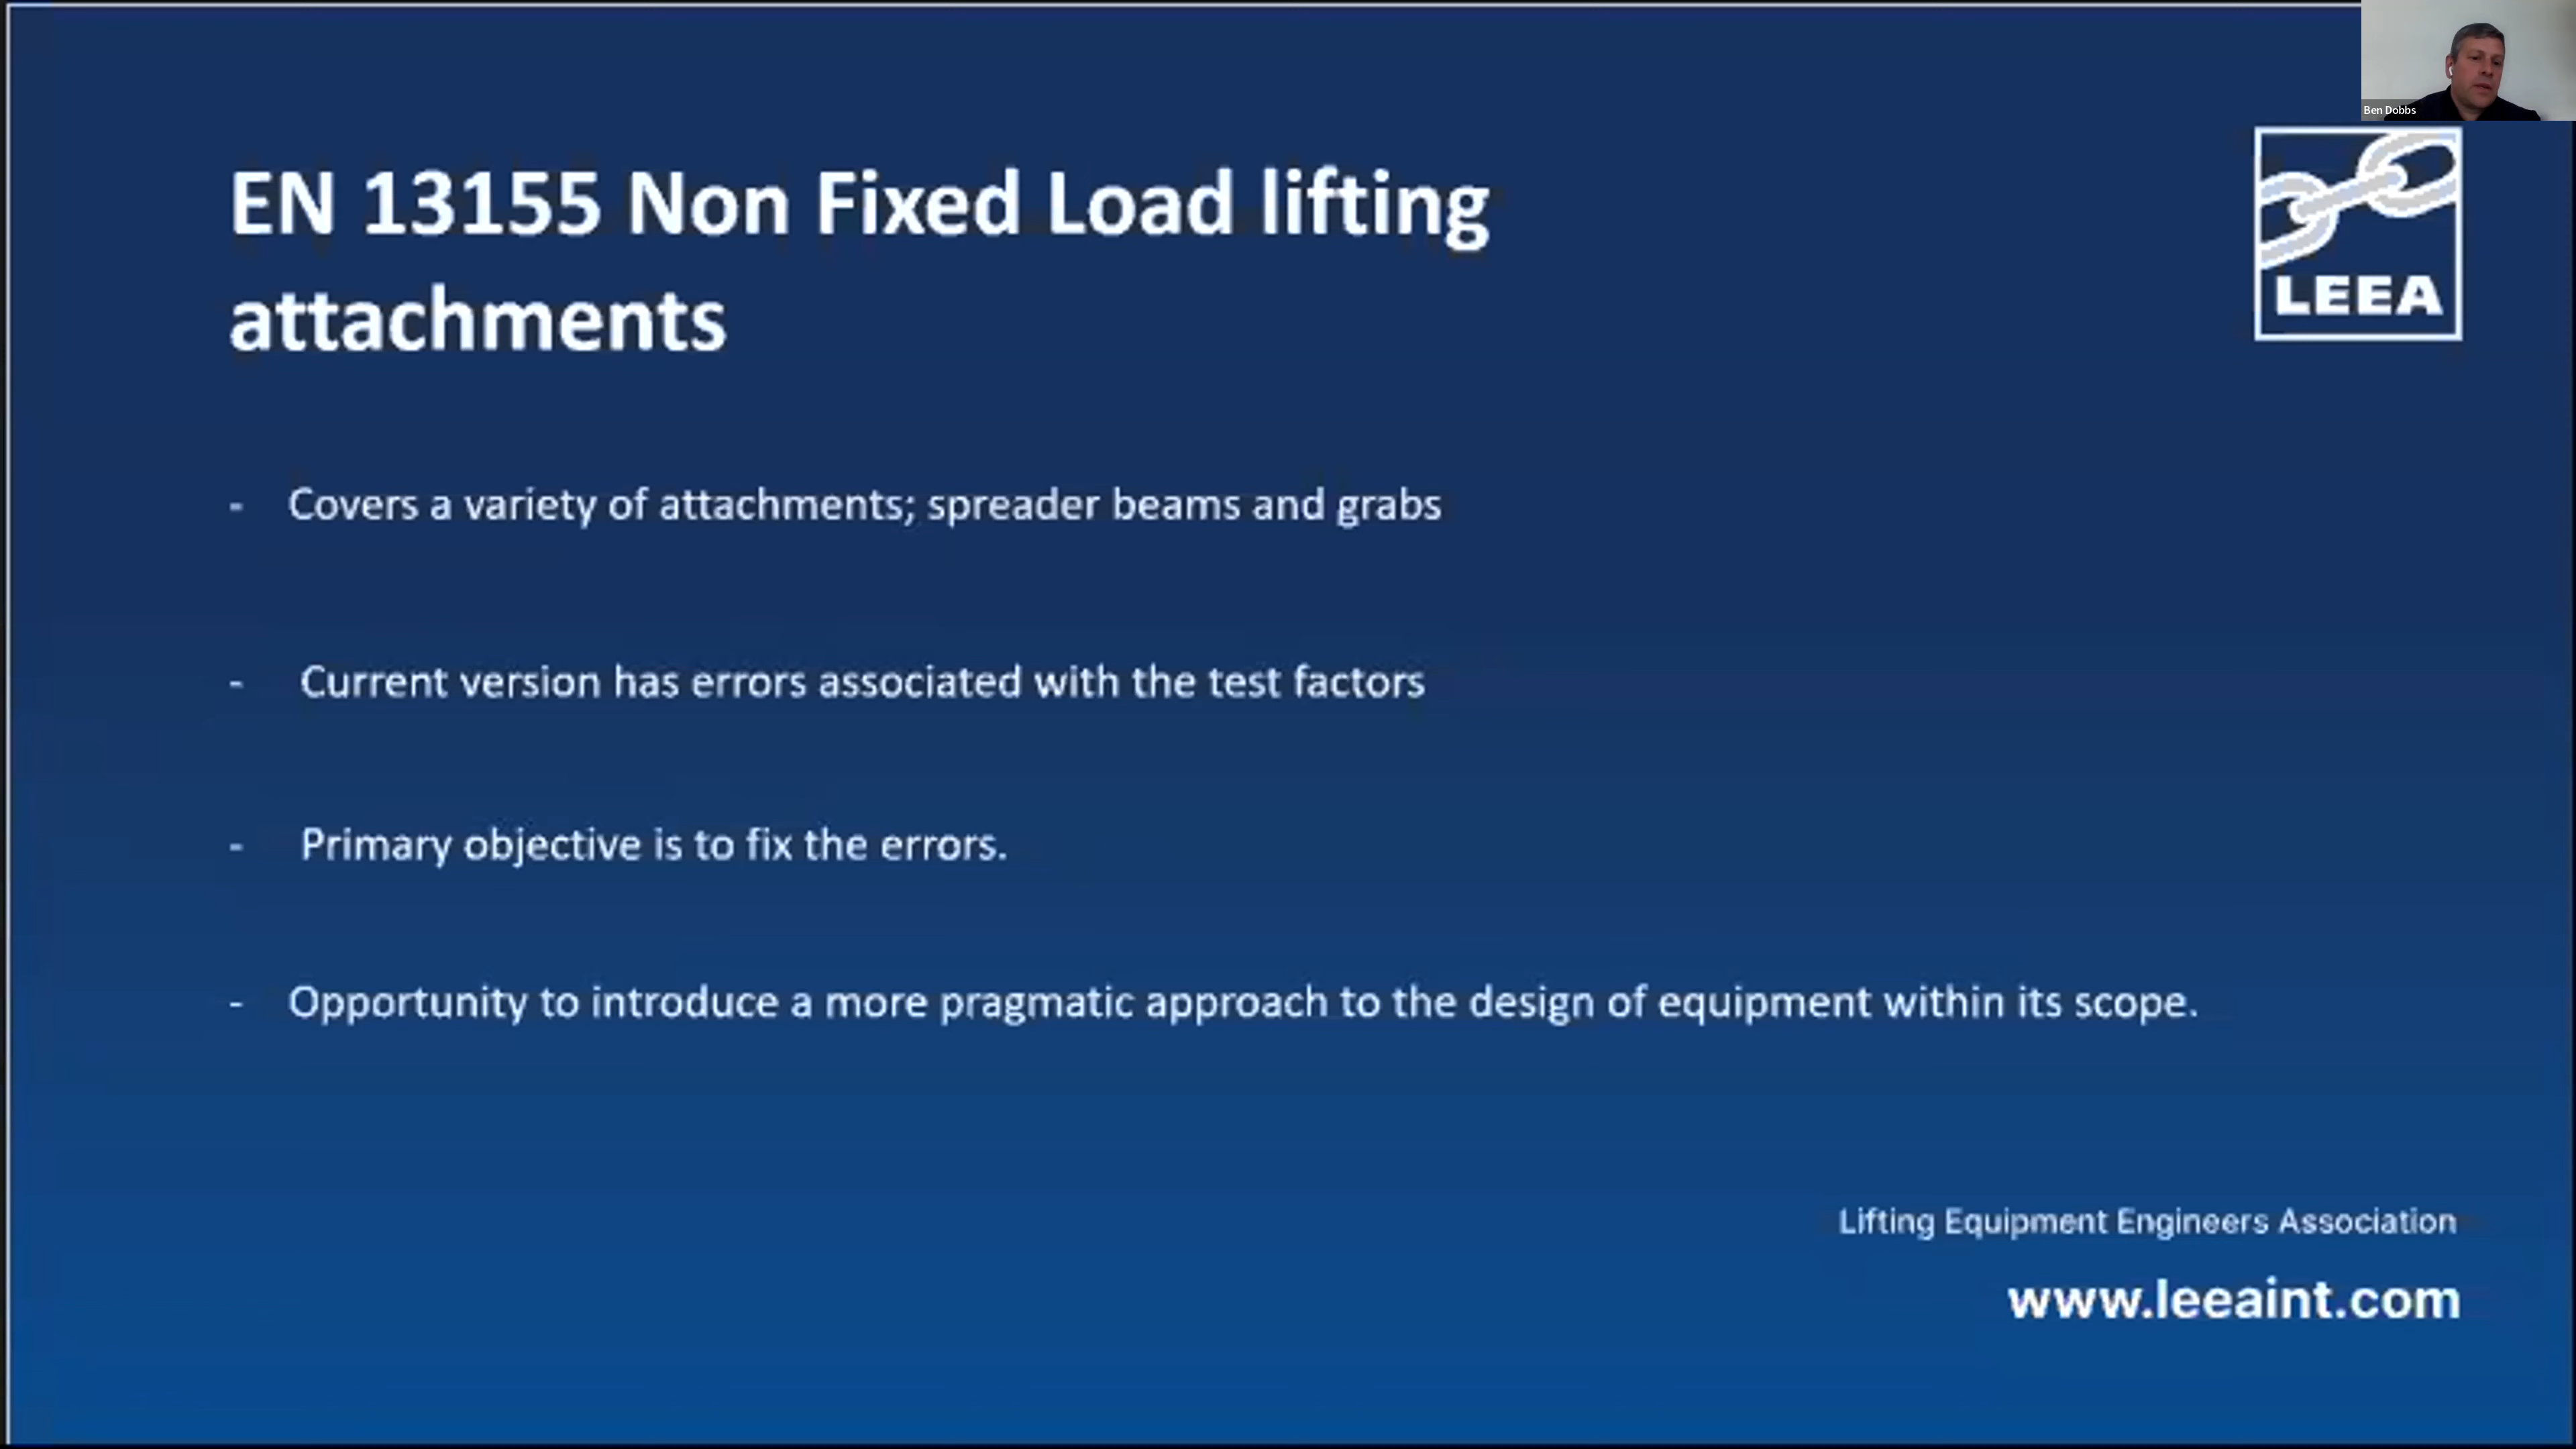 Ben Dobbs
LEEA
EN 13155 Non Fixed Load lifting
attachments
- Covers a variety of attachments; spreader beams and grabs
- Current version has errors associated with the test factors
- Primary objective is to fix the errors.
- Opportunity to introduce a more pragmatic approach to the design of equipment within its scope.
Lifting Equipment Engineers Association
www.leeaint.com